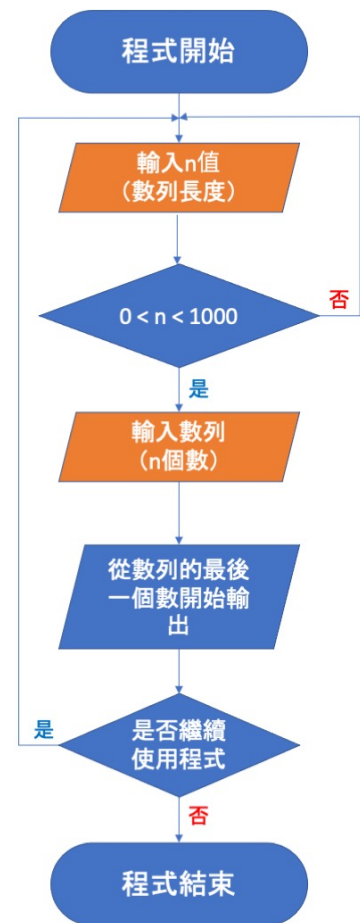 程式開始
輸入n值
（數列長度）
0 < n < 1000
否
是
輸入數列
（n個數）
從數列的最後
一個數開始輸
出
是
是否繼續
使用程式
否
程式結束